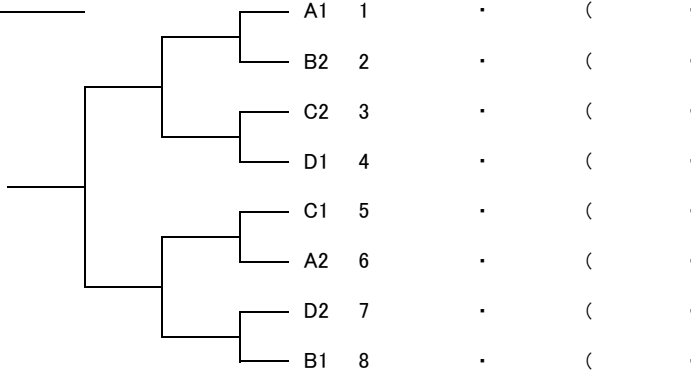 A1 1 ・ (　・
B2 2 ・ (　・
C2 3 ・ (　・
D1 4 ・ (　・
C1 5 ・ (　・
A2 6 ・ (　・
D2 7 ・ (　・
B1 8 ・ (　・